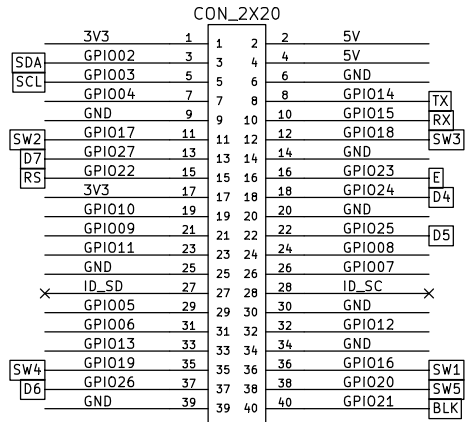 CON_2X20
3V3 1 1 2 2 5V
SDA GPIO02 3 3 4 4 5V
SCL GPIO03 5 5 6 6 GND
GPIO04 7 7 8 8 GPIO14 TX
GND 9 9 10 10 GPIO15 RX
SW2 GPIO17 11 11 12 12 GPIO18 SW3
D7 GPIO27 13 13 14 14 GND
RS GPIO22 15 15 16 16 GPIO23 E
3V3 17 17 18 18 GPIO24 D4
GPIO10 19 19 20 20 GND
GPIO09 21 21 22 22 GPIO25 D5
GPIO11 23 23 24 24 GPIO08
GND 25 25 26 26 GPIO07
ID_SD 27 27 28 28 ID_SC
GPIO05 29 29 30 30 GND
GPIO06 31 31 32 32 GPIO12
GPIO13 33 33 34 34 GND
SW4 GPIO19 35 35 36 36 GPIO16 SW1
D6 GPIO26 37 37 38 38 GPIO20 SW5
GND 39 39 40 40 GPIO21 BLK